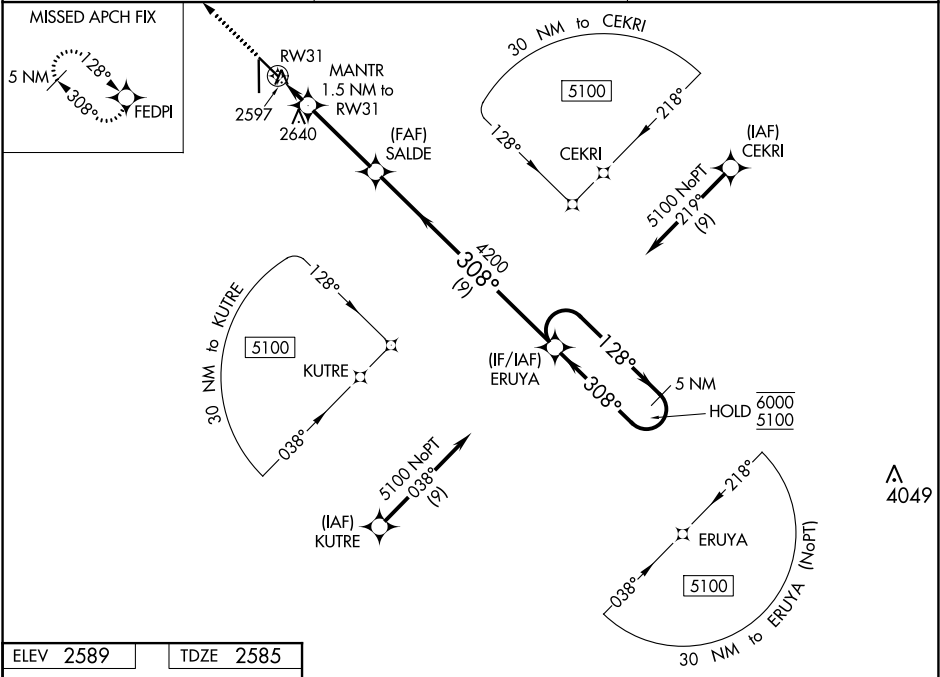 MISSED APCH FIX
5 NM
128°
308°
FEDPI
RW31
2597
MANTR
1.5 NM to
RW31
2640
(FAF)
SALDE
30 NM to CEKRI
5100
128°
218°
CEKRI
(IAF)
CEKRI
5100 NoPT
219°
(9)
4200
308°
(9)
30 NM to KUTRE
128°
5100
KUTRE
038°
(IF/IAF)
ERUYA
128°
308°
5 NM
HOLD
6000
5100
5100 NoPT
038°
(9)
(IAF)
KUTRE
4049
218°
ERUYA
038°
5100
30 NM to ERUYA (NoPT)
ELEV 2589
TDZE 2585